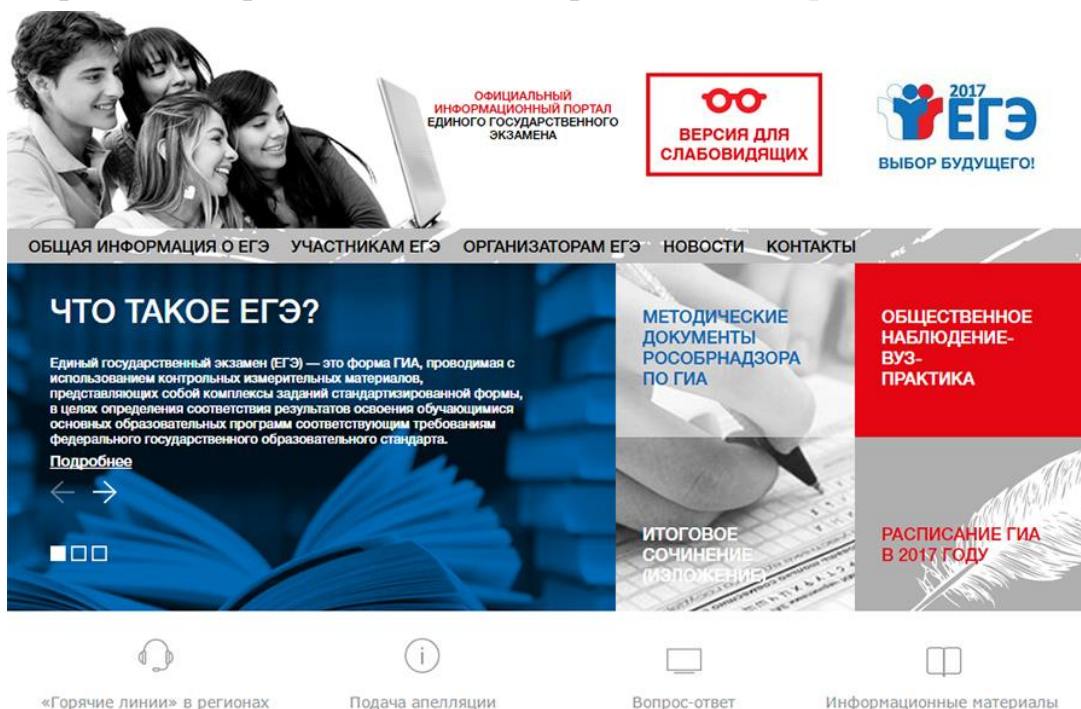 ОФИЦИАЛЬНЫЙ
ИНФОРМАЦИОННЫЙ ПОРТАЛ
ЕДИНОГО ГОСУДАРСТВЕННОГО
ЭКЗАМЕНА
ВЕРСИЯ ДЛЯ
СЛАБОВИДЯЩИХ
2017
ЕГЭ
ВЫБОР БУДУЩЕГО!
ОБЩАЯ ИНФОРМАЦИЯ О ЕГЭ УЧАСТНИКАМ ЕГЭ ОРГАНИЗАТОРАМ ЕГЭ НОВОСТИ КОНТАКТЫ
ЧТО ТАКОЕ ЕГЭ?
Единый государственный экзамен (ЕГЭ) — это форма ГИА, проводимая с
использованием контрольных измерительных материалов,
представляющих собой комплексы заданий стандартизированной формы,
в целях определения соответствия результатов освоения обучающимися
основных образовательных программ соответствующим требованиям
федерального государственного образовательного стандарта.
Подробнее
МЕТОДИЧЕСКИЕ
ДОКУМЕНТЫ
РОСОБРНАДЗОРА
ПО ГИА
ОБЩЕСТВЕННОЕ
НАБЛЮДЕНИЕ-
ВУЗ-
ПРАКТИКА
ИТОГОВОЕ
СОЧИНЕНИЕ
(ИЗЛОЖЕНИЕ)
РАСПИСАНИЕ ГИА
В 2017 ГОДУ
«Горячие линии» в регионах
Подача апелляции
Вопрос-ответ
Информационные материалы